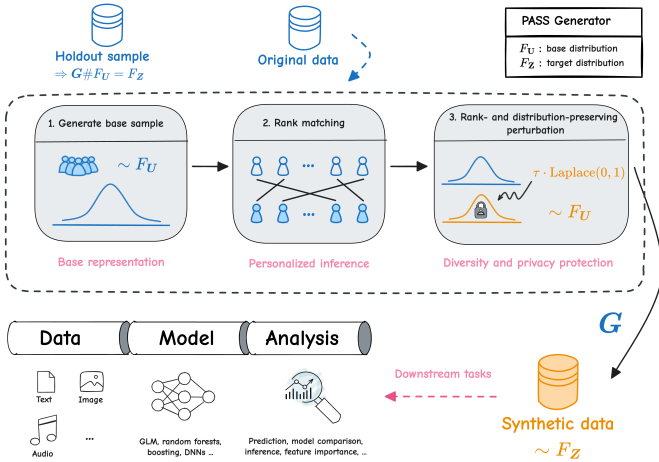 PASS Generator
F_U : base distribution
F_Z : target distribution
Holdout sample
⇒ G#F_U = F_Z
Original data
1. Generate base sample
∼ F_U
2. Rank matching
...
...
3. Rank- and distribution-preserving
perturbation
τ · Laplace(0, 1)
∼ F_U
Base representation
Personalized inference
Diversity and privacy protection
G
Data
Model
Analysis
Text
Image
Audio
...
GLM, random forests,
boosting, DNNs ...
Prediction, model comparison,
inference, feature importance, ...
Downstream tasks
Synthetic data
∼ F_Z